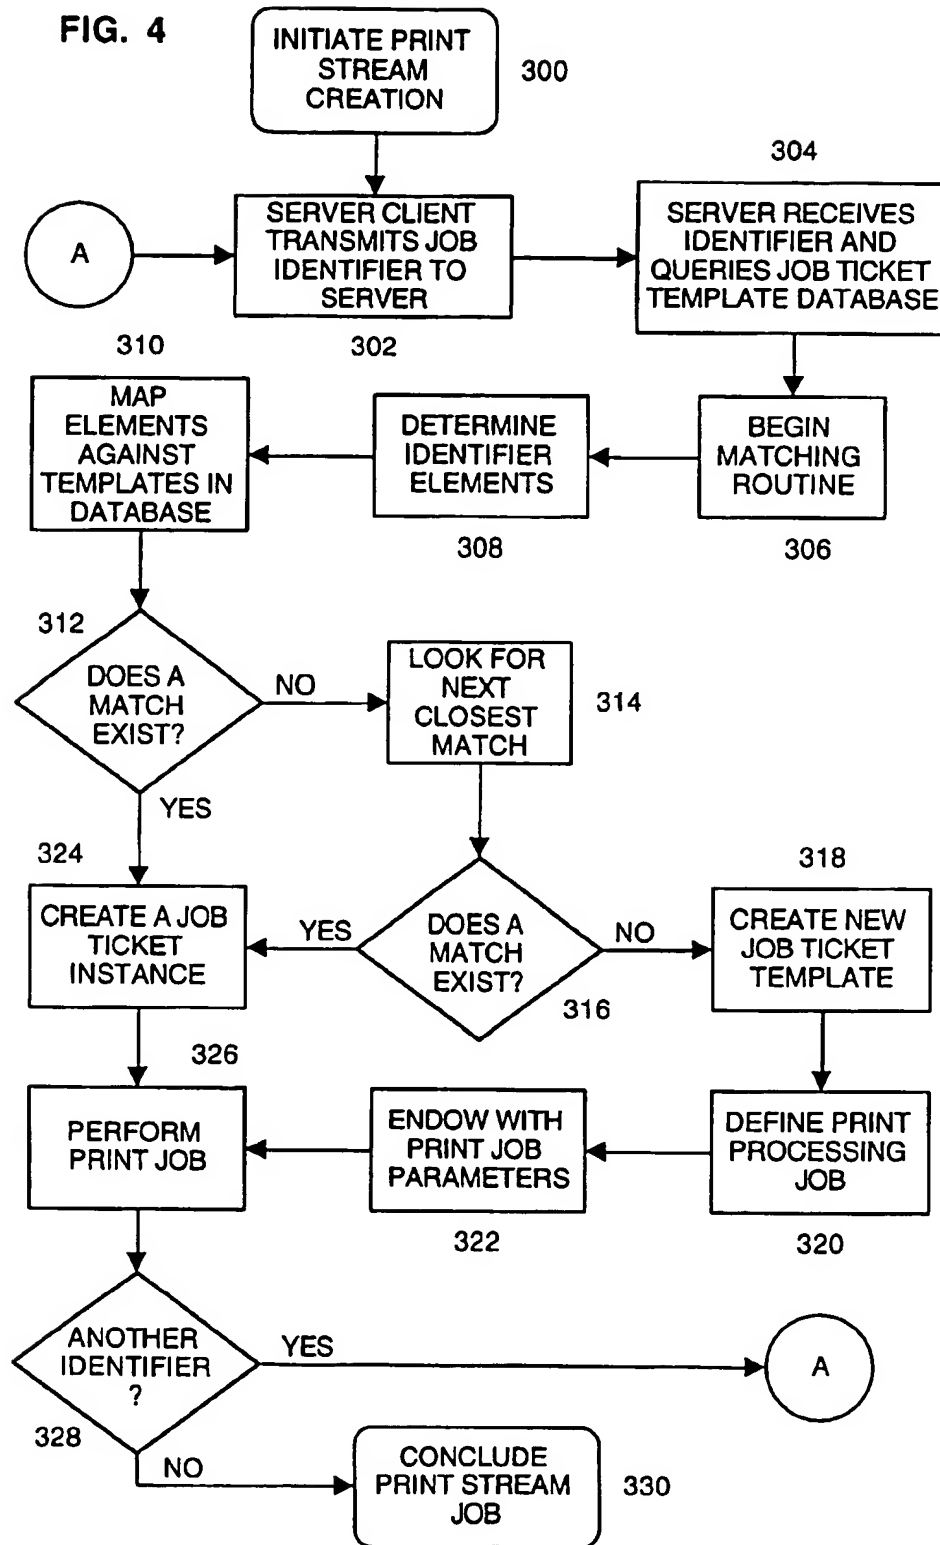 FIG. 4
INITIATE PRINT
STREAM
CREATION
300
304
A
SERVER CLIENT
TRANSMITS JOB
IDENTIFIER TO
SERVER
302
SERVER RECEIVES
IDENTIFIER AND
QUERIES JOB TICKET
TEMPLATE DATABASE
310
MAP
ELEMENTS
AGAINST
TEMPLATES IN
DATABASE
DETERMINE
IDENTIFIER
ELEMENTS
308
BEGIN
MATCHING
ROUTINE
306
312
DOES A
MATCH
EXIST?
NO
YES
LOOK FOR
NEXT
CLOSEST
MATCH
314
324
CREATE A JOB
TICKET
INSTANCE
YES
DOES A
MATCH
EXIST?
316
NO
318
CREATE NEW
JOB TICKET
TEMPLATE
326
PERFORM
PRINT JOB
ENDOW WITH
PRINT JOB
PARAMETERS
322
DEFINE PRINT
PROCESSING
JOB
320
ANOTHER
IDENTIFIER
?
328
YES
A
NO
CONCLUDE
PRINT STREAM
JOB
330